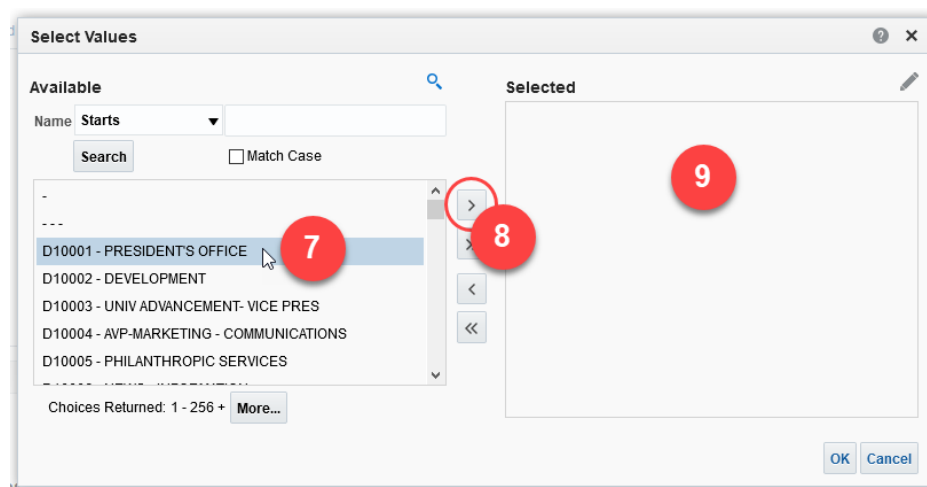 Select Values
Available
Selected
Name Starts
Search Match Case
-
---
D10001 - PRESIDENT'S OFFICE
D10002 - DEVELOPMENT
D10003 - UNIV ADVANCEMENT- VICE PRES
D10004 - AVP-MARKETING - COMMUNICATIONS
D10005 - PHILANTHROPIC SERVICES
Choices Returned: 1 - 256 + More...
7
8
9
OK Cancel